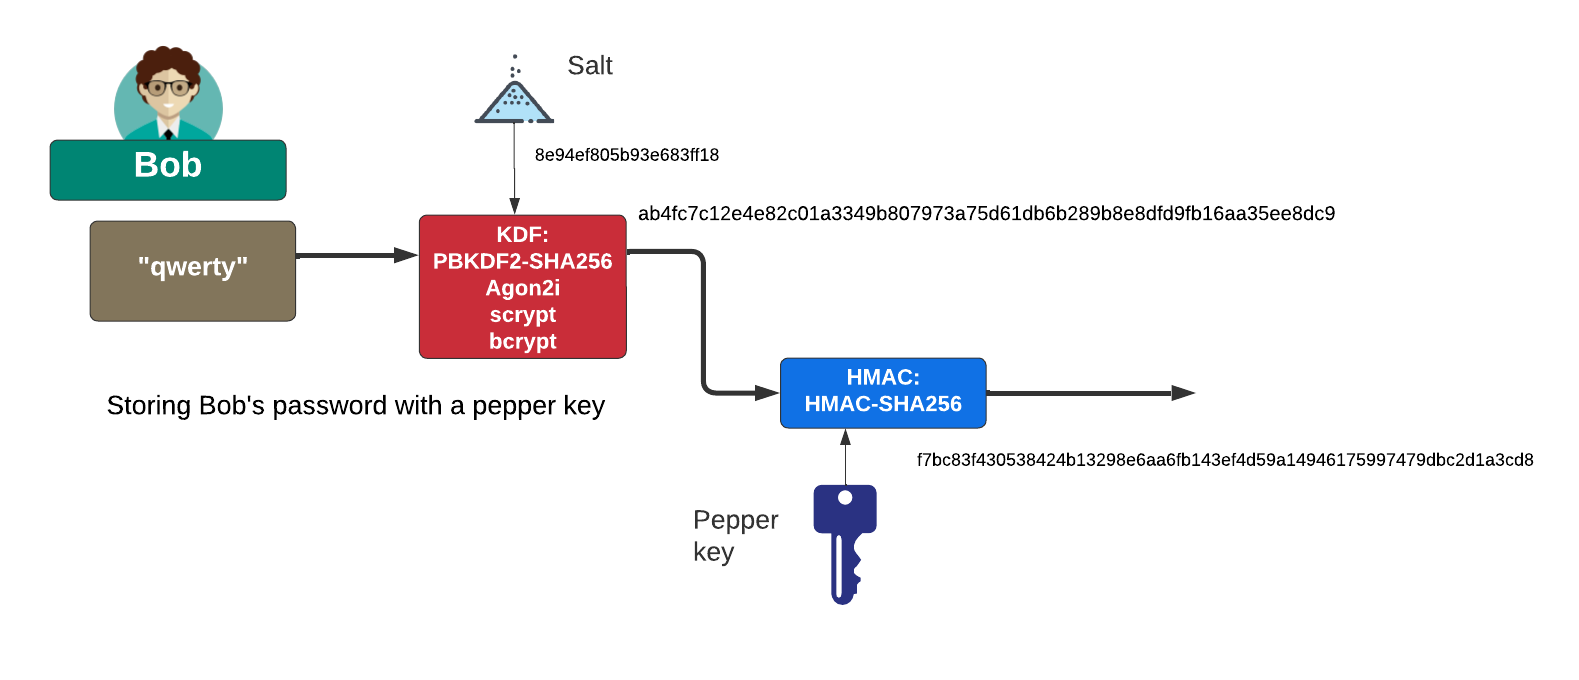 Salt
Bob
8e94ef805b93e683ff18
ab4fc7c12e4e82c01a3349b807973a75d61db6b289b8e8dfd9fb16aa35ee8dc9
"qwerty"
KDF:
PBKDF2-SHA256
Agon2i
scrypt
bcrypt
HMAC:
HMAC-SHA256
Storing Bob's password with a pepper key
f7bc83f430538424b13298e6aa6fb143ef4d59a14946175997479dbc2d1a3cd8
Pepper
key